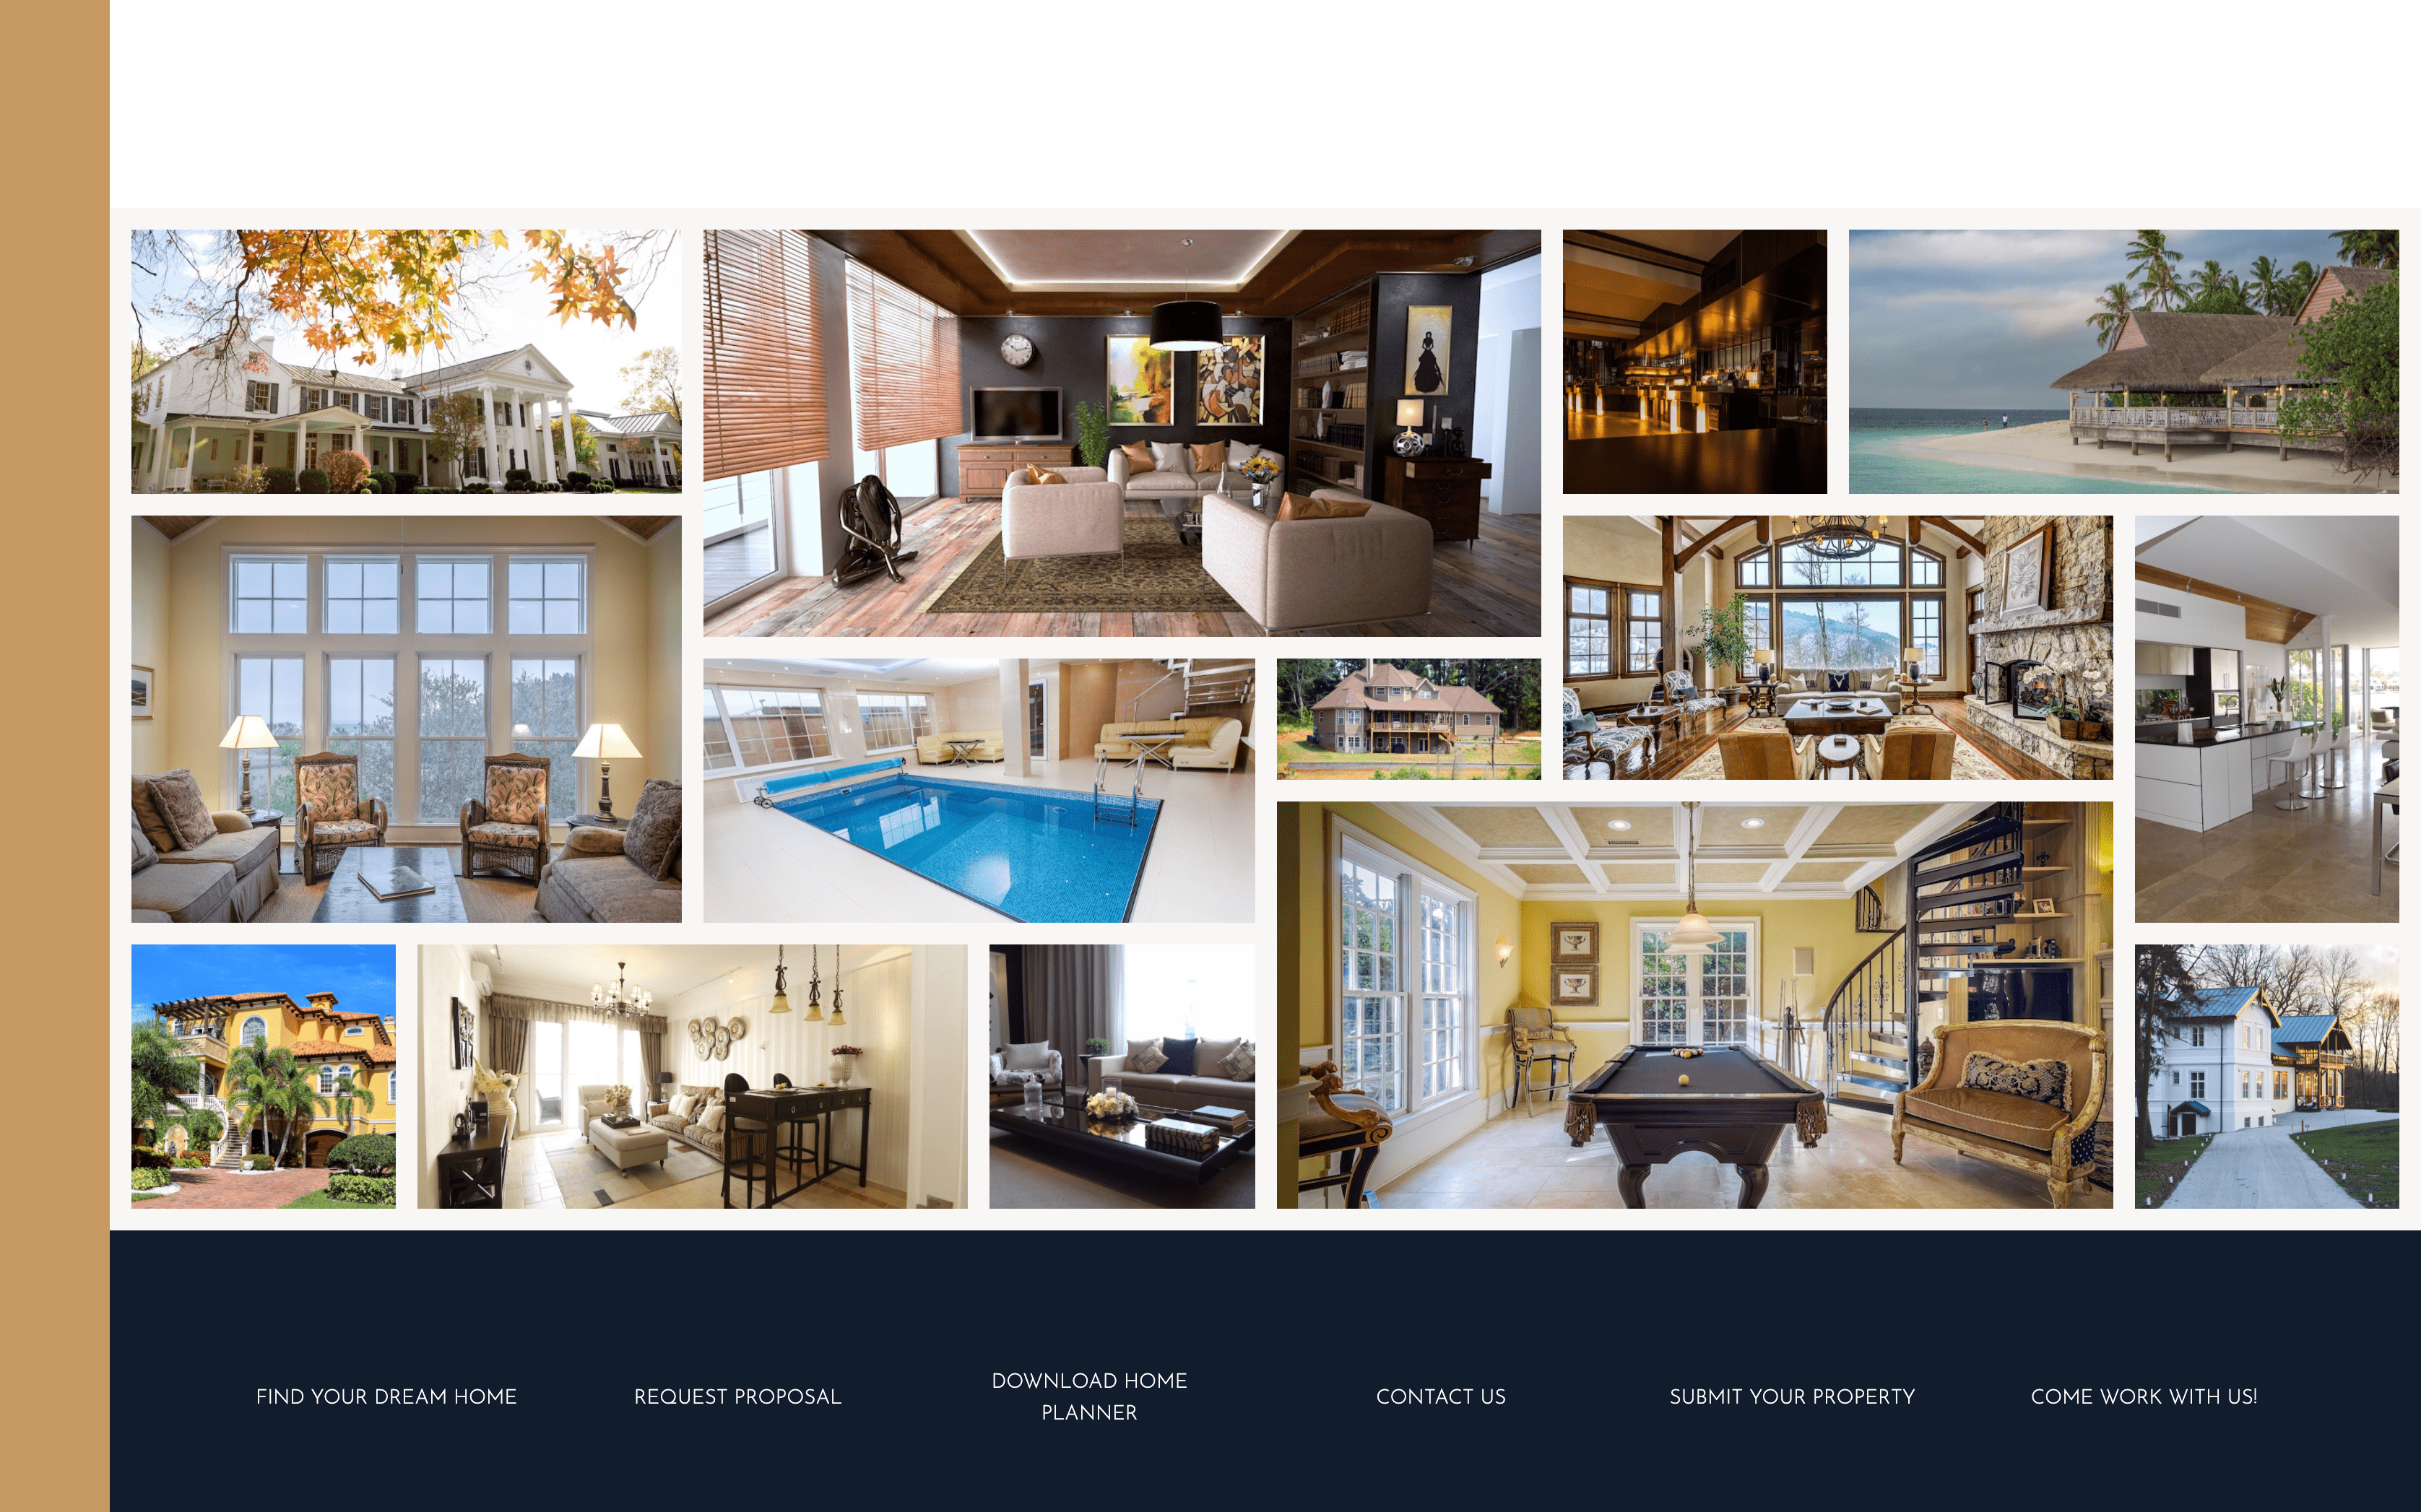 FIND YOUR DREAM HOME
REQUEST PROPOSAL
DOWNLOAD HOME
PLANNER
CONTACT US
SUBMIT YOUR PROPERTY
COME WORK WITH US!